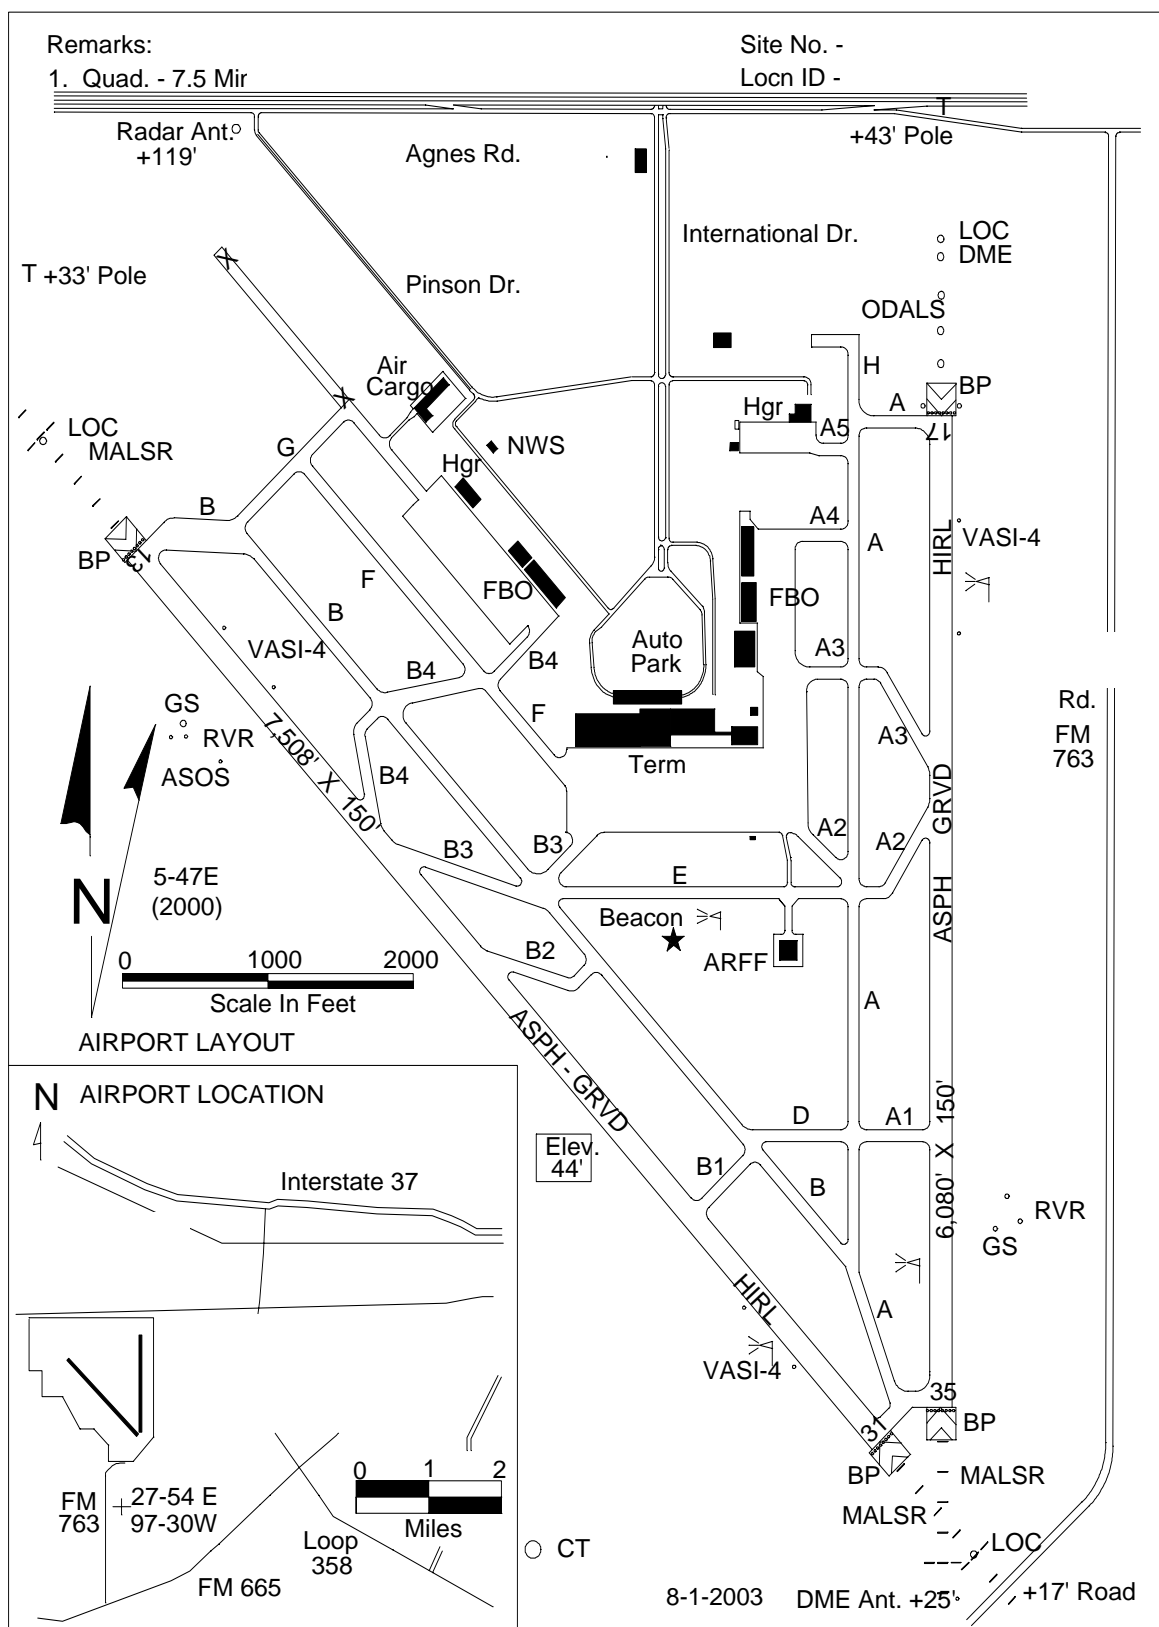 Remarks:
1. Quad. - 7.5 Mir
Site No. -
Locn ID -
T
+43' Pole
Radar Ant.
+119'
Agnes Rd.
International Dr.
LOC
DME
T +33' Pole
Pinson Dr.
ODALS
H
BP
A
Air
Cargo
Hgr
A5
17
X
X
LOC
MALSR
G
NWS
Hgr
B
A4
A
HIRL
VASI-4
BP
13
F
FBO
FBO
B
VASI-4
Auto
Park
A3
B4
B4
GS
RVR
ASOS
7,508' X 150'
F
Term
A3
Rd.
FM
763
B4
GRVD
B3
B3
A2
A2
E
ASPH
N
5-47E
(2000)
Beacon
ARFF
B2
0 1000 2000
Scale In Feet
A
AIRPORT LAYOUT
ASPH - GRVD
D
A1
6,080' X 150'
N
AIRPORT LOCATION
Elev.
44'
B1
B
Interstate 37
RVR
GS
HIRL
A
VASI-4
35
31
BP
BP
MALSR
MALSR
0 1 2
Miles
FM
763
27-54 E
97-30W
Loop
358
FM 665
CT
LOC
8-1-2003
DME Ant. +25'
+17' Road